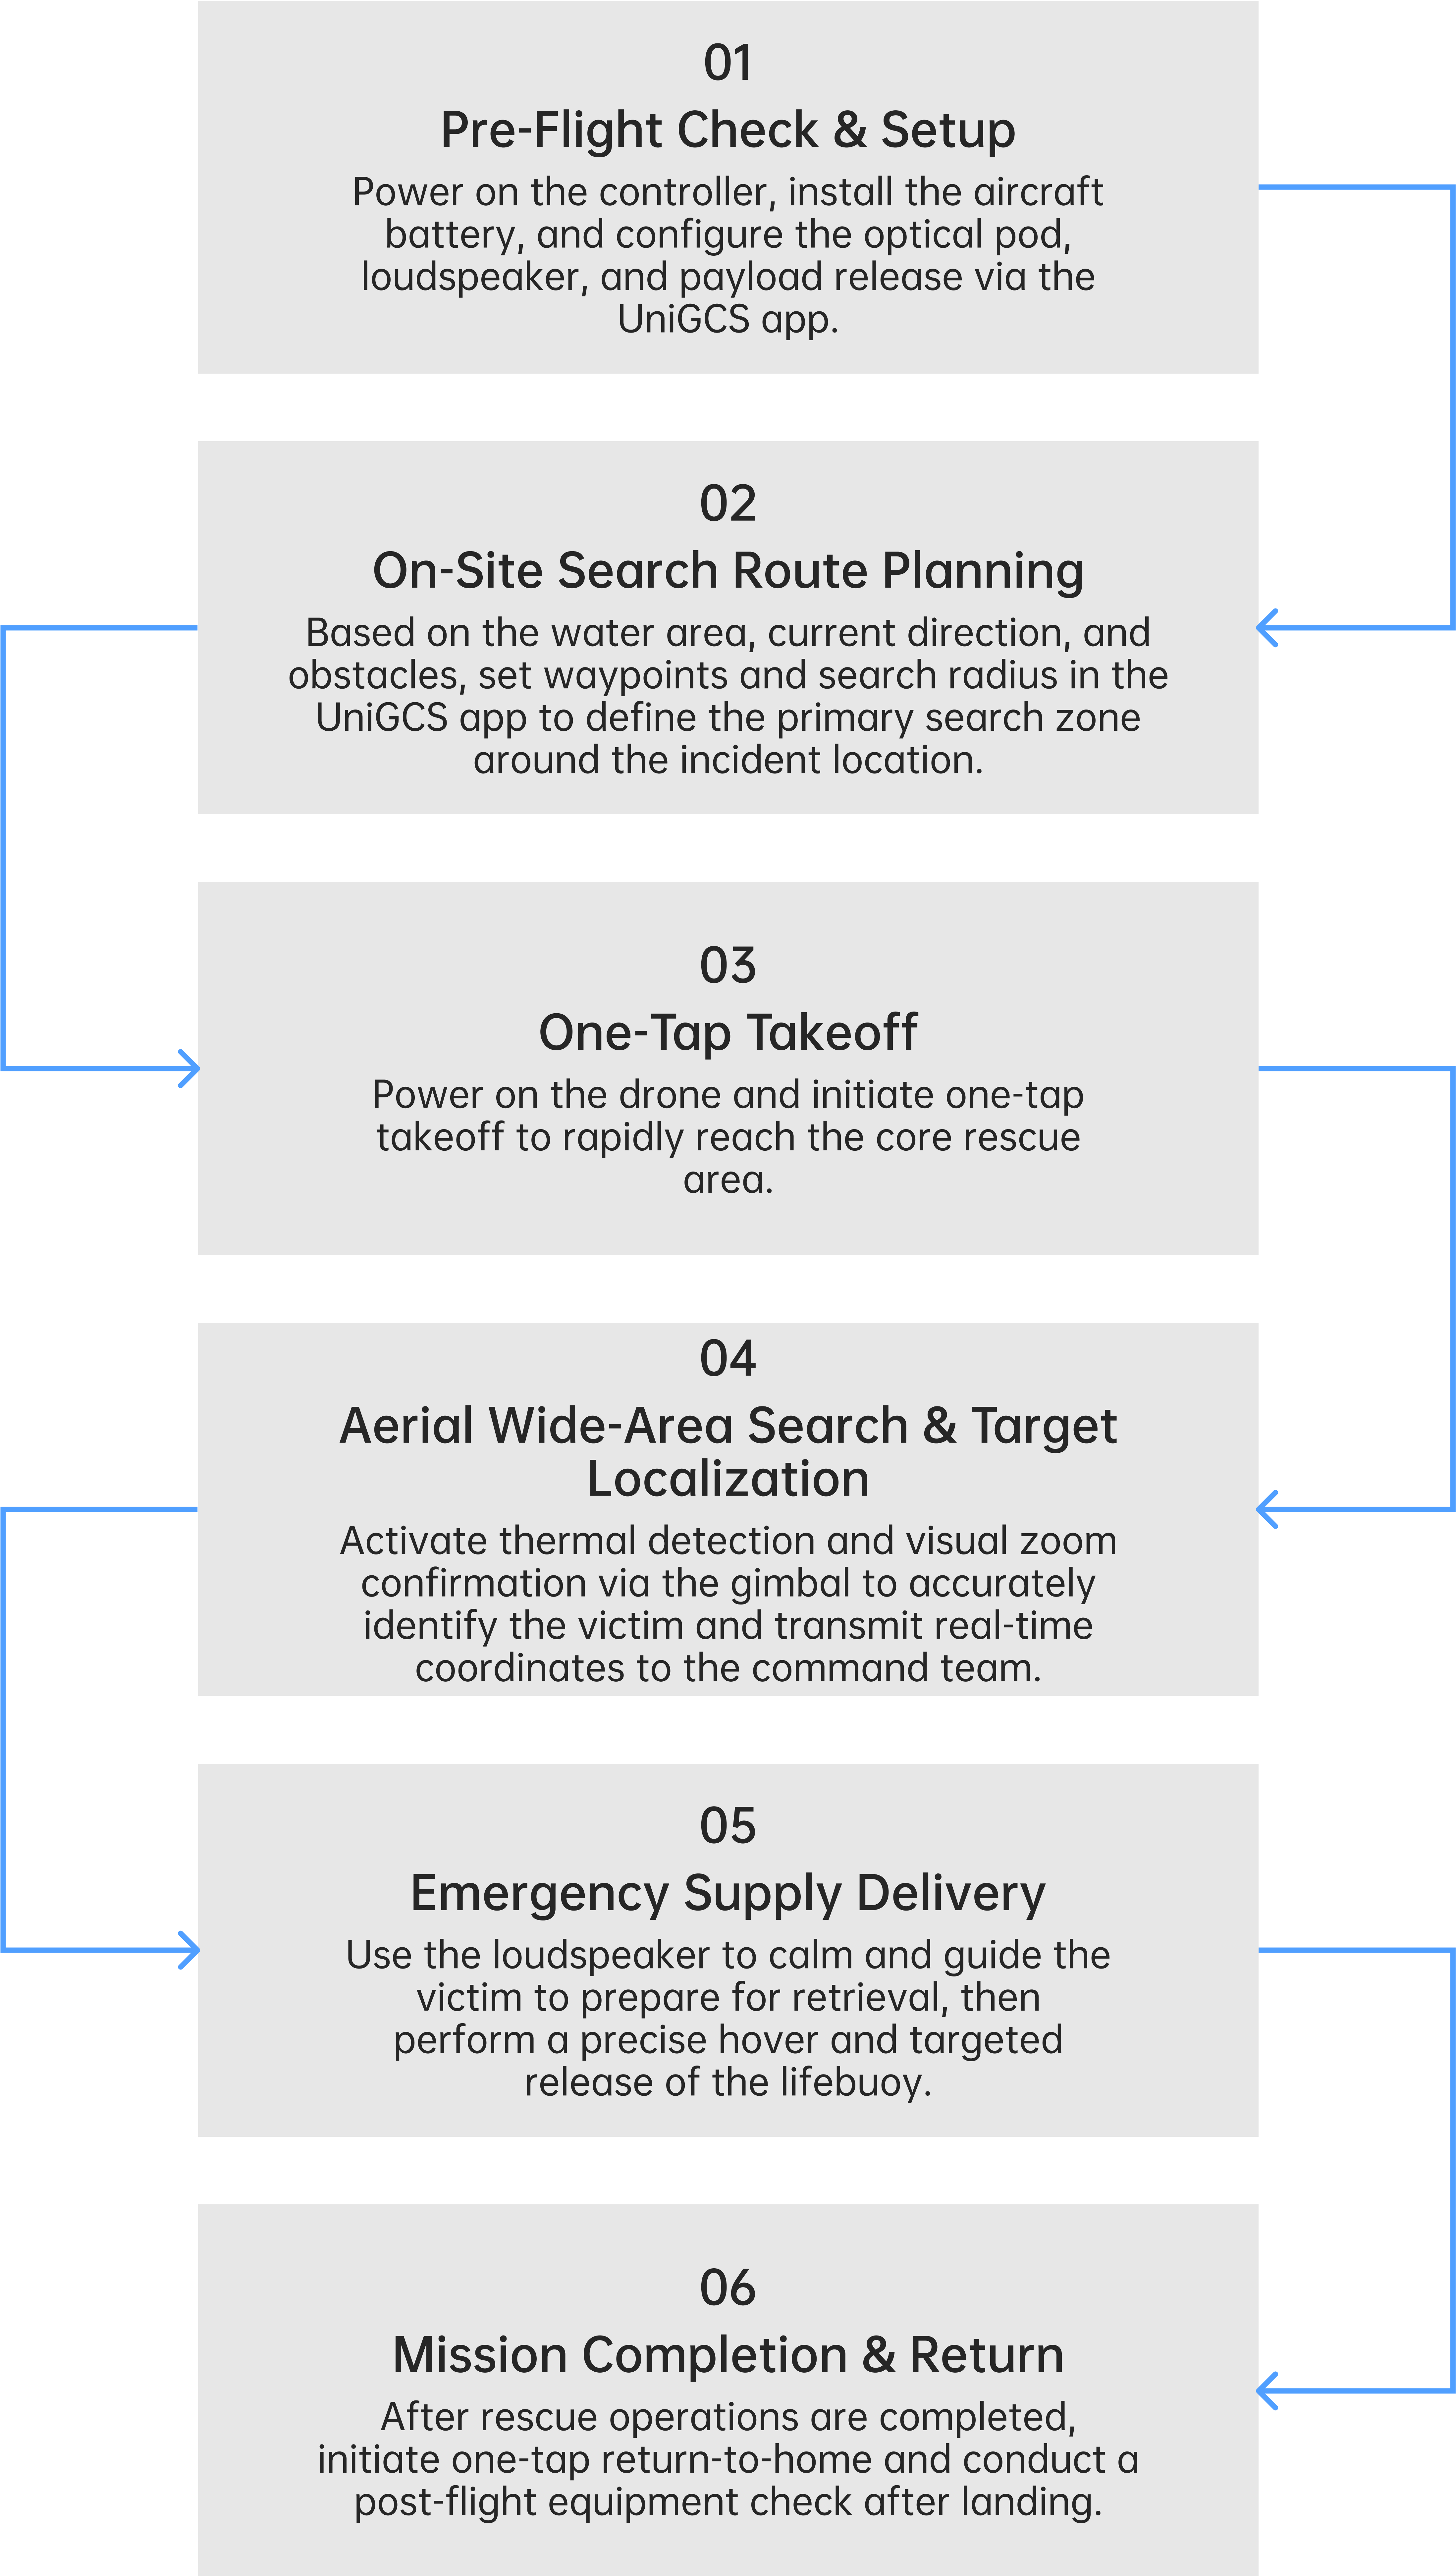 01
Pre-Flight Check & Setup
Power on the controller, install the aircraft
battery, and configure the optical pod,
loudspeaker, and payload release via the
UniGCS app.
02
On-Site Search Route Planning
Based on the water area, current direction, and
obstacles, set waypoints and search radius in the
UniGCS app to define the primary search zone
around the incident location.
03
One-Tap Takeoff
Power on the drone and initiate one-tap
takeoff to rapidly reach the core rescue
area.
04
Aerial Wide-Area Search & Target
Localization
Activate thermal detection and visual zoom
confirmation via the gimbal to accurately
identify the victim and transmit real-time
coordinates to the command team.
05
Emergency Supply Delivery
Use the loudspeaker to calm and guide the
victim to prepare for retrieval, then
perform a precise hover and targeted
release of the lifebuoy.
06
Mission Completion & Return
After rescue operations are completed,
initiate one-tap return-to-home and conduct a
post-flight equipment check after landing.